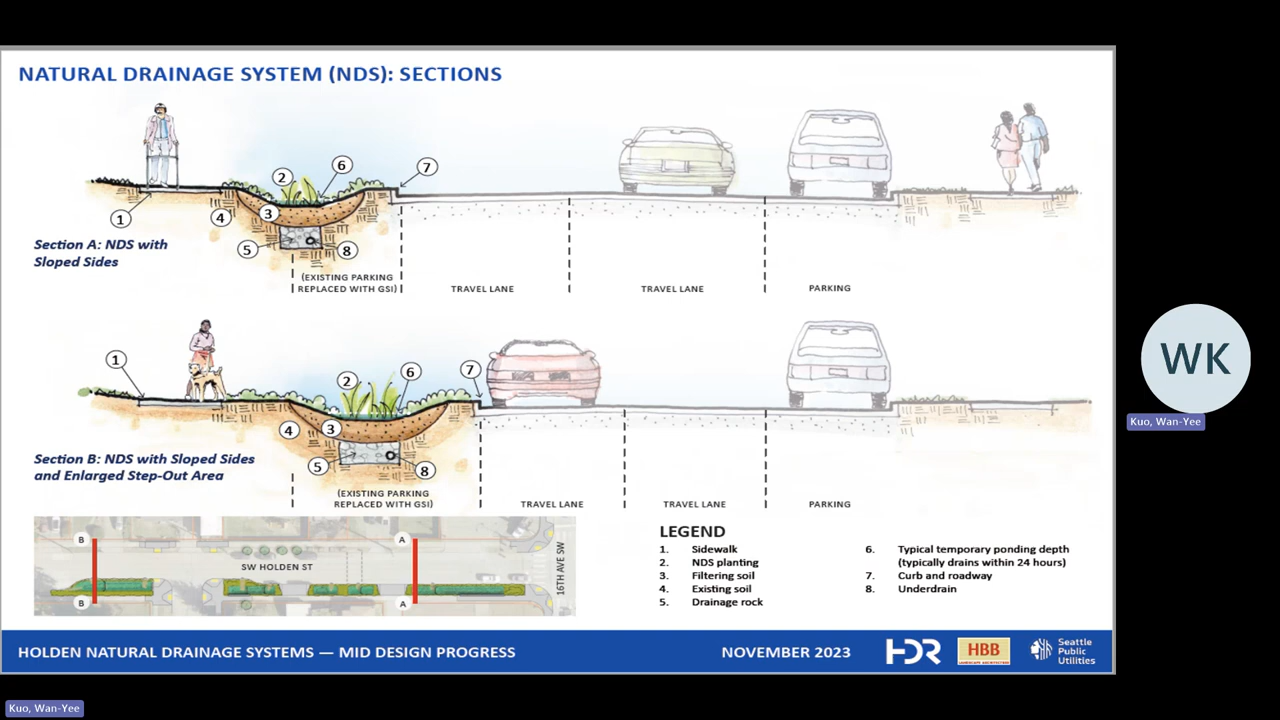 NATURAL DRAINAGE SYSTEM (NDS): SECTIONS
2
6
7
1
4
3
5
8
Section A: NDS with
Sloped Sides
(EXISTING PARKING
REPLACED WITH GSI)
TRAVEL LANE
TRAVEL LANE
PARKING
1
2
6
7
4
3
5
8
Section B: NDS with Sloped Sides
and Enlarged Step-Out Area
(EXISTING PARKING
REPLACED WITH GSI)
TRAVEL LANE
TRAVEL LANE
PARKING
B
A
SW HOLDEN ST
16TH AVE SW
B
A
LEGEND
1. Sidewalk
2. NDS planting
3. Filtering soil
4. Existing soil
5. Drainage rock
6. Typical temporary ponding depth
(typically drains within 24 hours)
7. Curb and roadway
8. Underdrain
HOLDEN NATURAL DRAINAGE SYSTEMS — MID DESIGN PROGRESS
NOVEMBER 2023
HDR
HBB
LANDSCAPE ARCHITECTURE
Seattle
Public
Utilities
WK
Kuo, Wan-Yee
Kuo, Wan-Yee